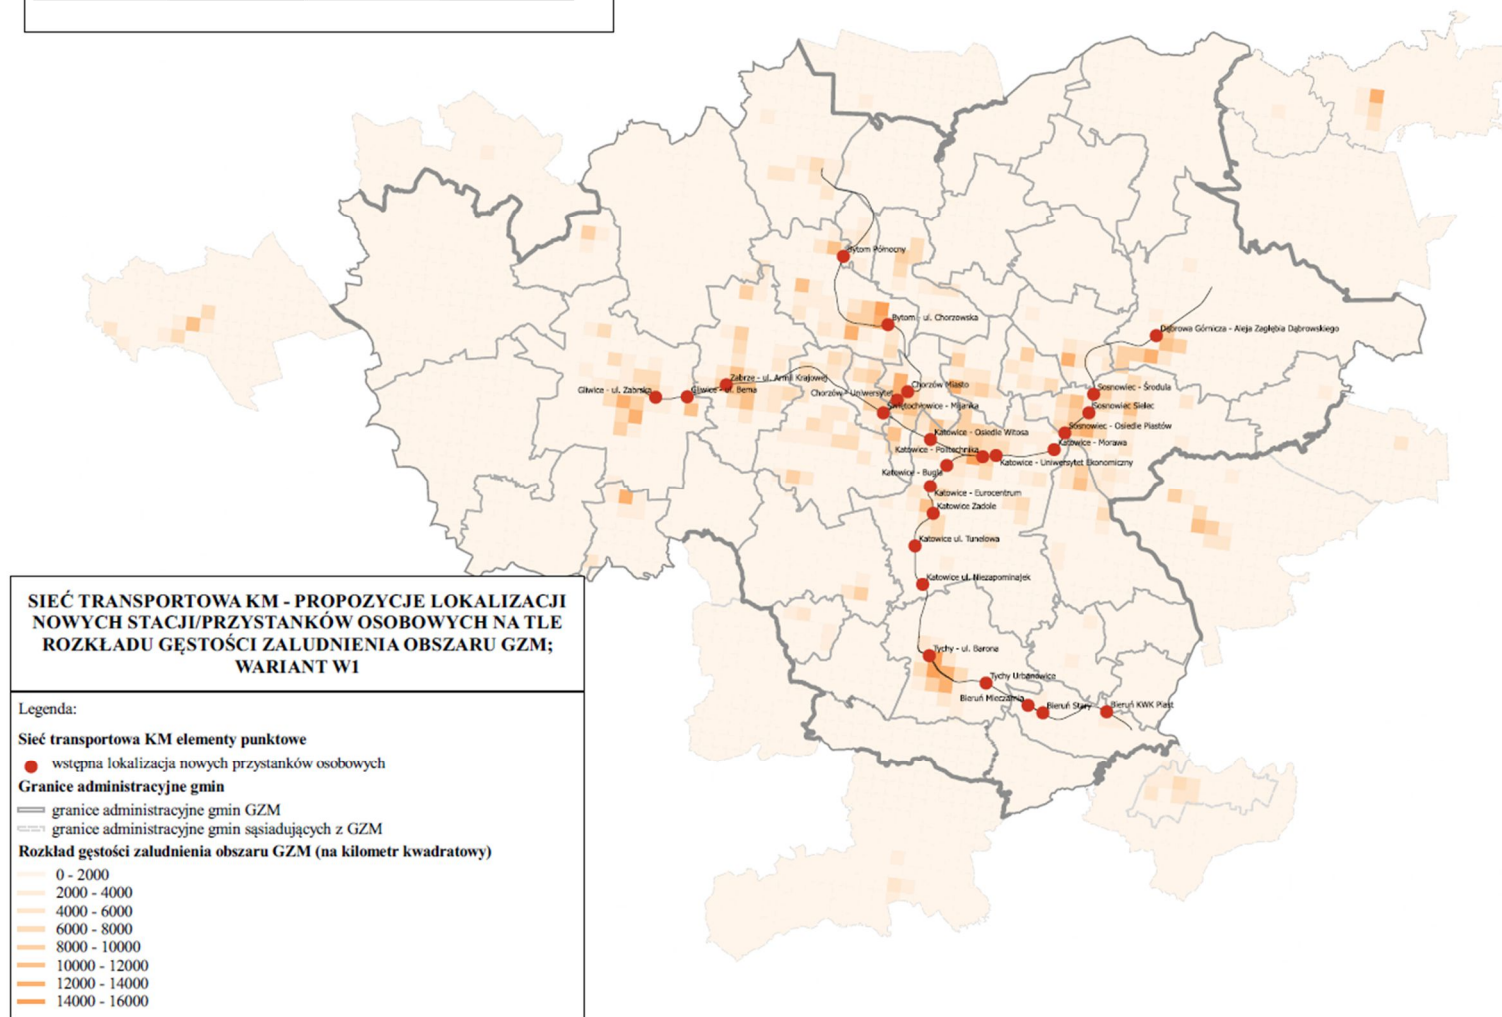 Bytom Północny
Bytom - ul. Chorzowska
Dąbrowa Górnicza - Aleja Zagłębia Dąbrowskiego
Zabrze - ul. Armii Krajowej
Gliwice - ul. Zabrska
Gliwice - ul. Bema
Chorzów Miasto
Chorzów - Uniwersytet
Świętochłowice - Mijanka
Sosnowiec - Środula
Sosnowiec Sielec
Sosnowiec - Osiedle Piastów
Katowice - Osiedle Witosa
Katowice - Morawa
Katowice - Politechnika
Katowice - Uniwersytet Ekonomiczny
Katowice - Bugla
Katowice - Eurocentrum
Katowice Zadole
Katowice ul. Tunelowa
Katowice ul. Niezapominajek
Tychy - ul. Barona
Tychy Urbanowice
Bieruń Mleczarnia
Bieruń Stary
Bieruń KWK Piast
SIEĆ TRANSPORTOWA KM - PROPOZYCJE LOKALIZACJI
NOWYCH STACJI/PRZYSTANKÓW OSOBOWYCH NA TLE
ROZKŁADU GĘSTOŚCI ZALUDNIENIA OBSZARU GZM;
WARIANT W1
Legenda:
Sieć transportowa KM elementy punktowe
wstępna lokalizacja nowych przystanków osobowych
Granice administracyjne gmin
granice administracyjne gmin GZM
granice administracyjne gmin sąsiadujących z GZM
Rozkład gęstości zaludnienia obszaru GZM (na kilometr kwadratowy)
0 - 2000
2000 - 4000
4000 - 6000
6000 - 8000
8000 - 10000
10000 - 12000
12000 - 14000
14000 - 16000